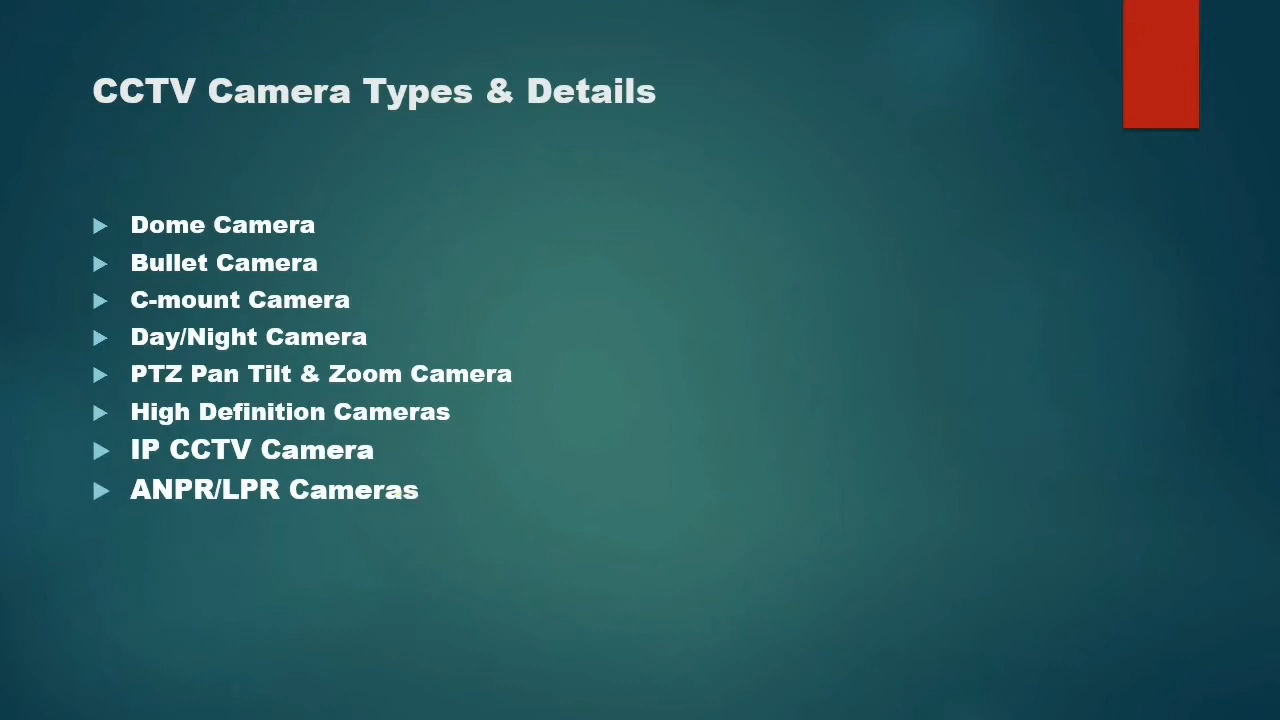 CCTV Camera Types & Details
Dome Camera
Bullet Camera
C-mount Camera
Day/Night Camera
PTZ Pan Tilt & Zoom Camera
High Definition Cameras
IP CCTV Camera
ANPR/LPR Cameras